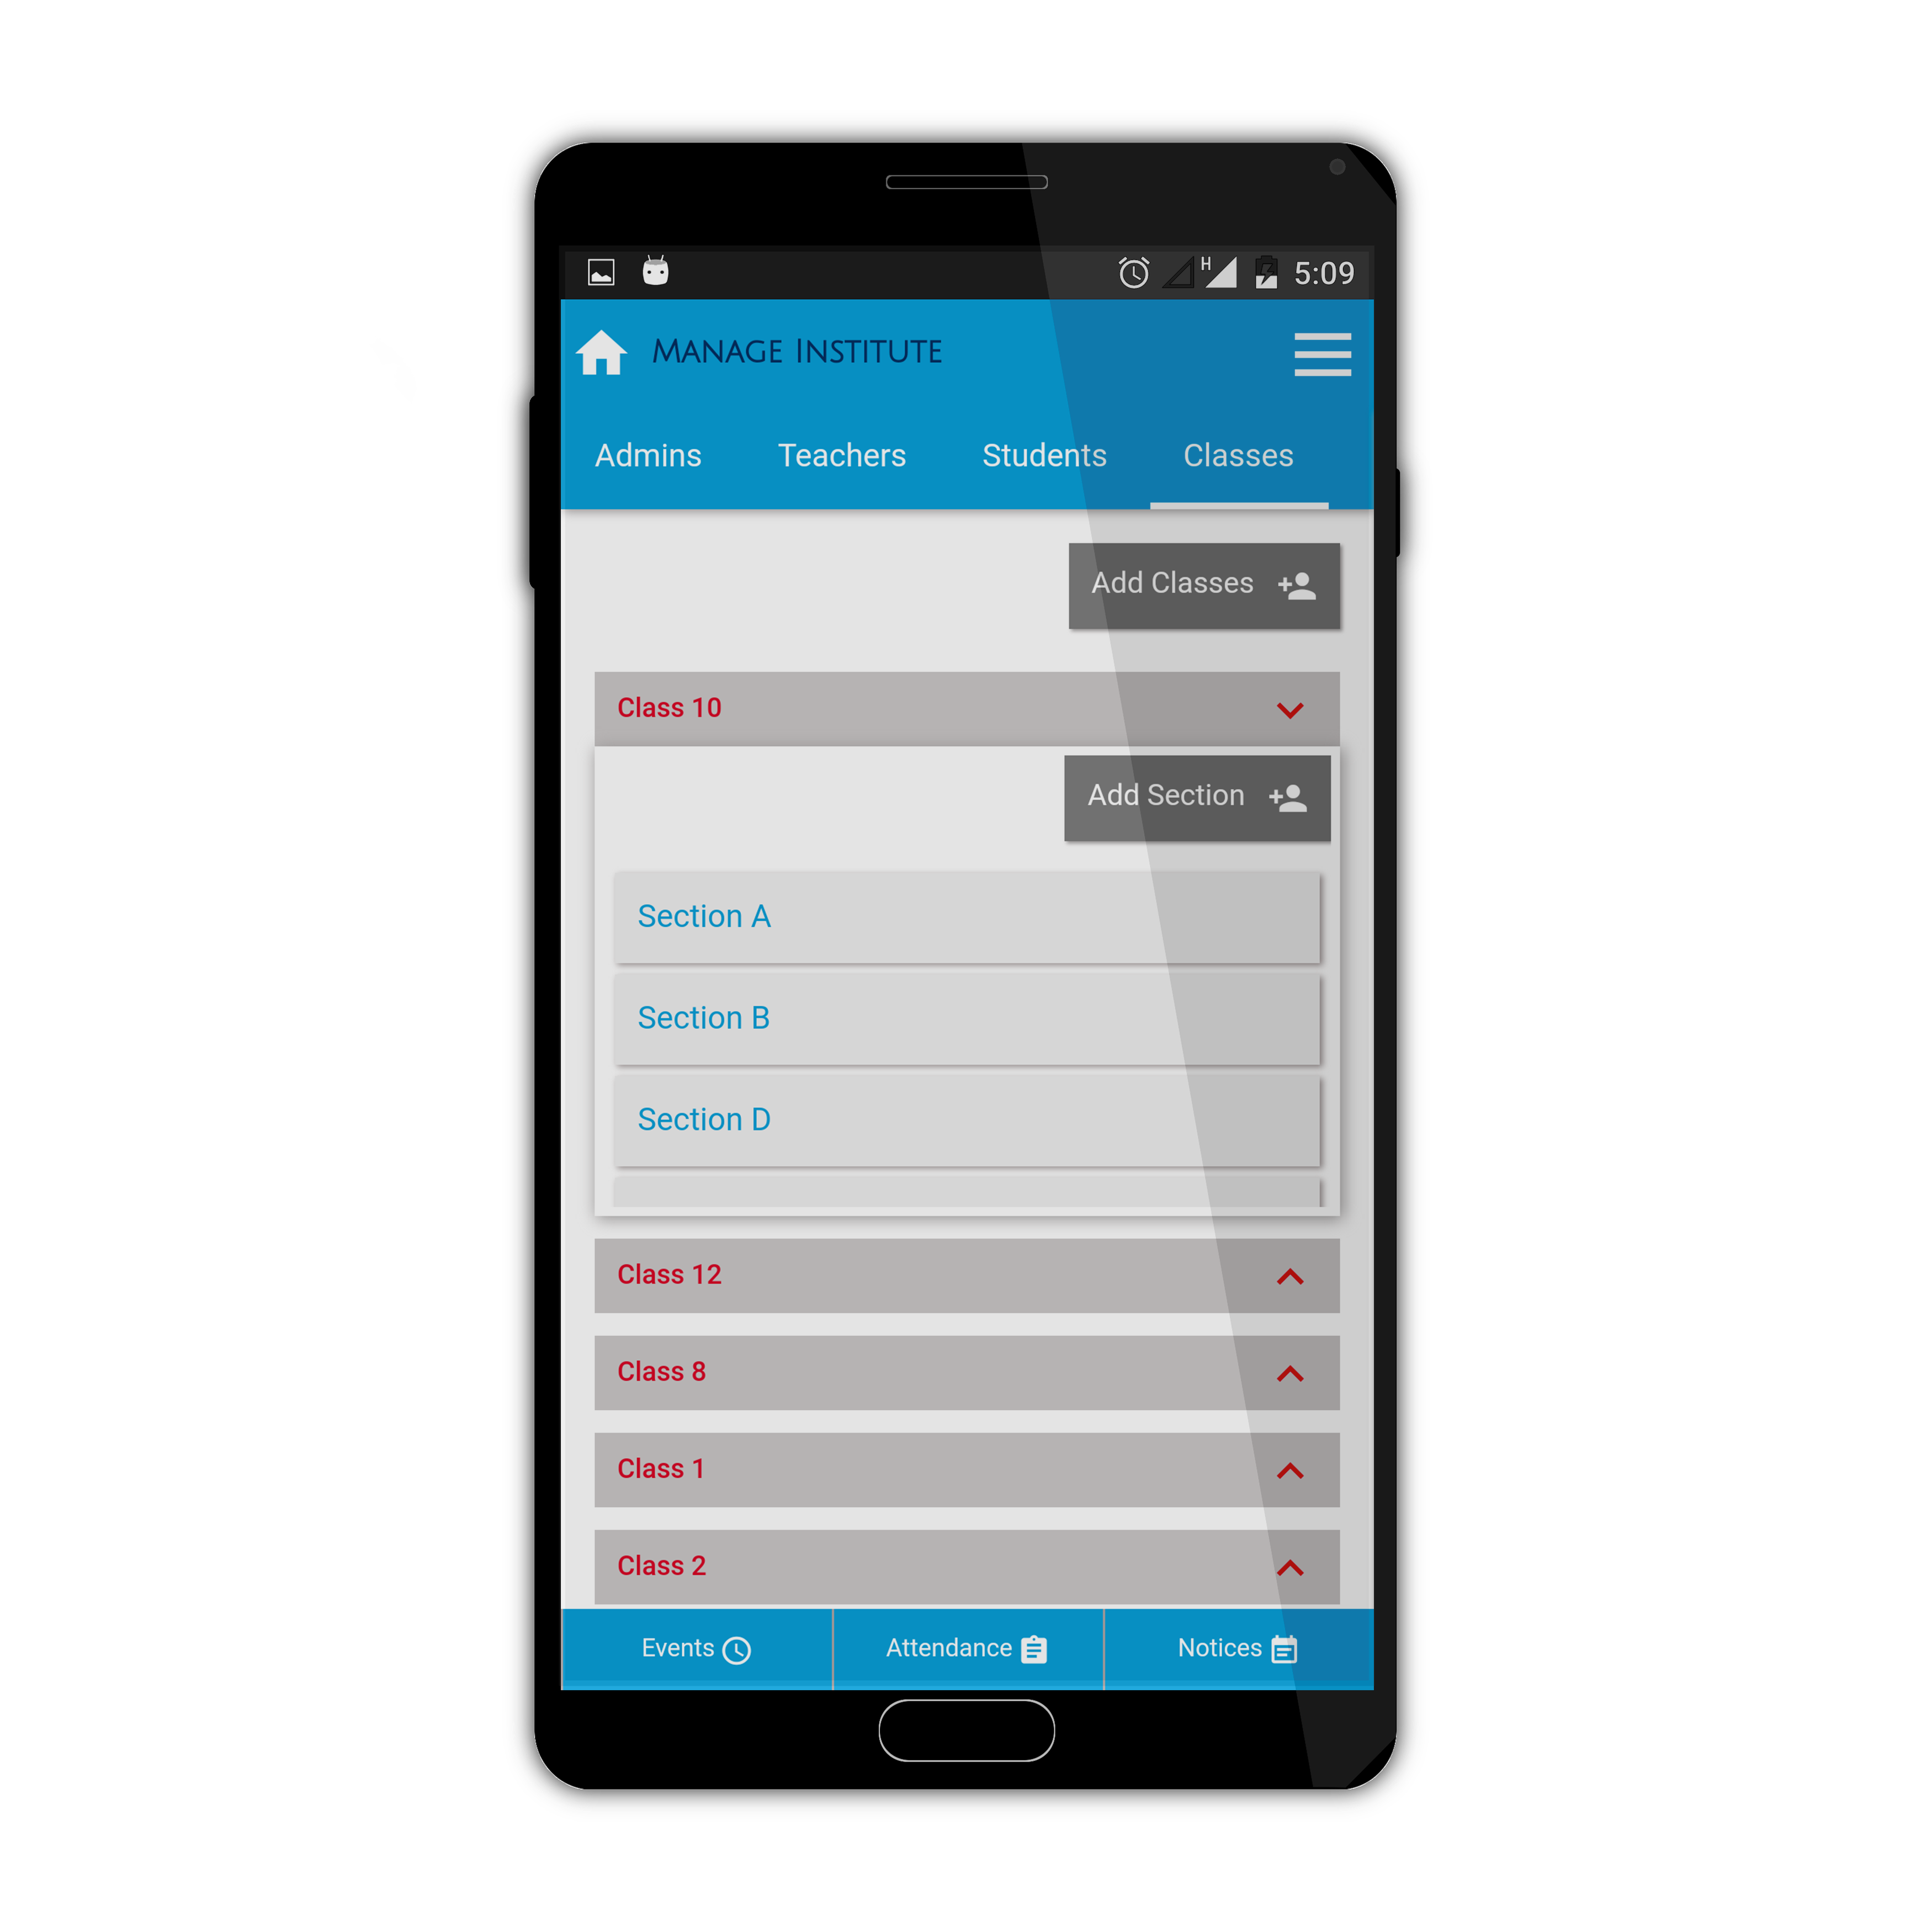 H 5:09
MANAGE INSTITUTE
Admins Teachers Students Classes
Add Classes
Class 10
Add Section
Section A
Section B
Section D
Class 12
Class 8
Class 1
Class 2
Events Attendance Notices